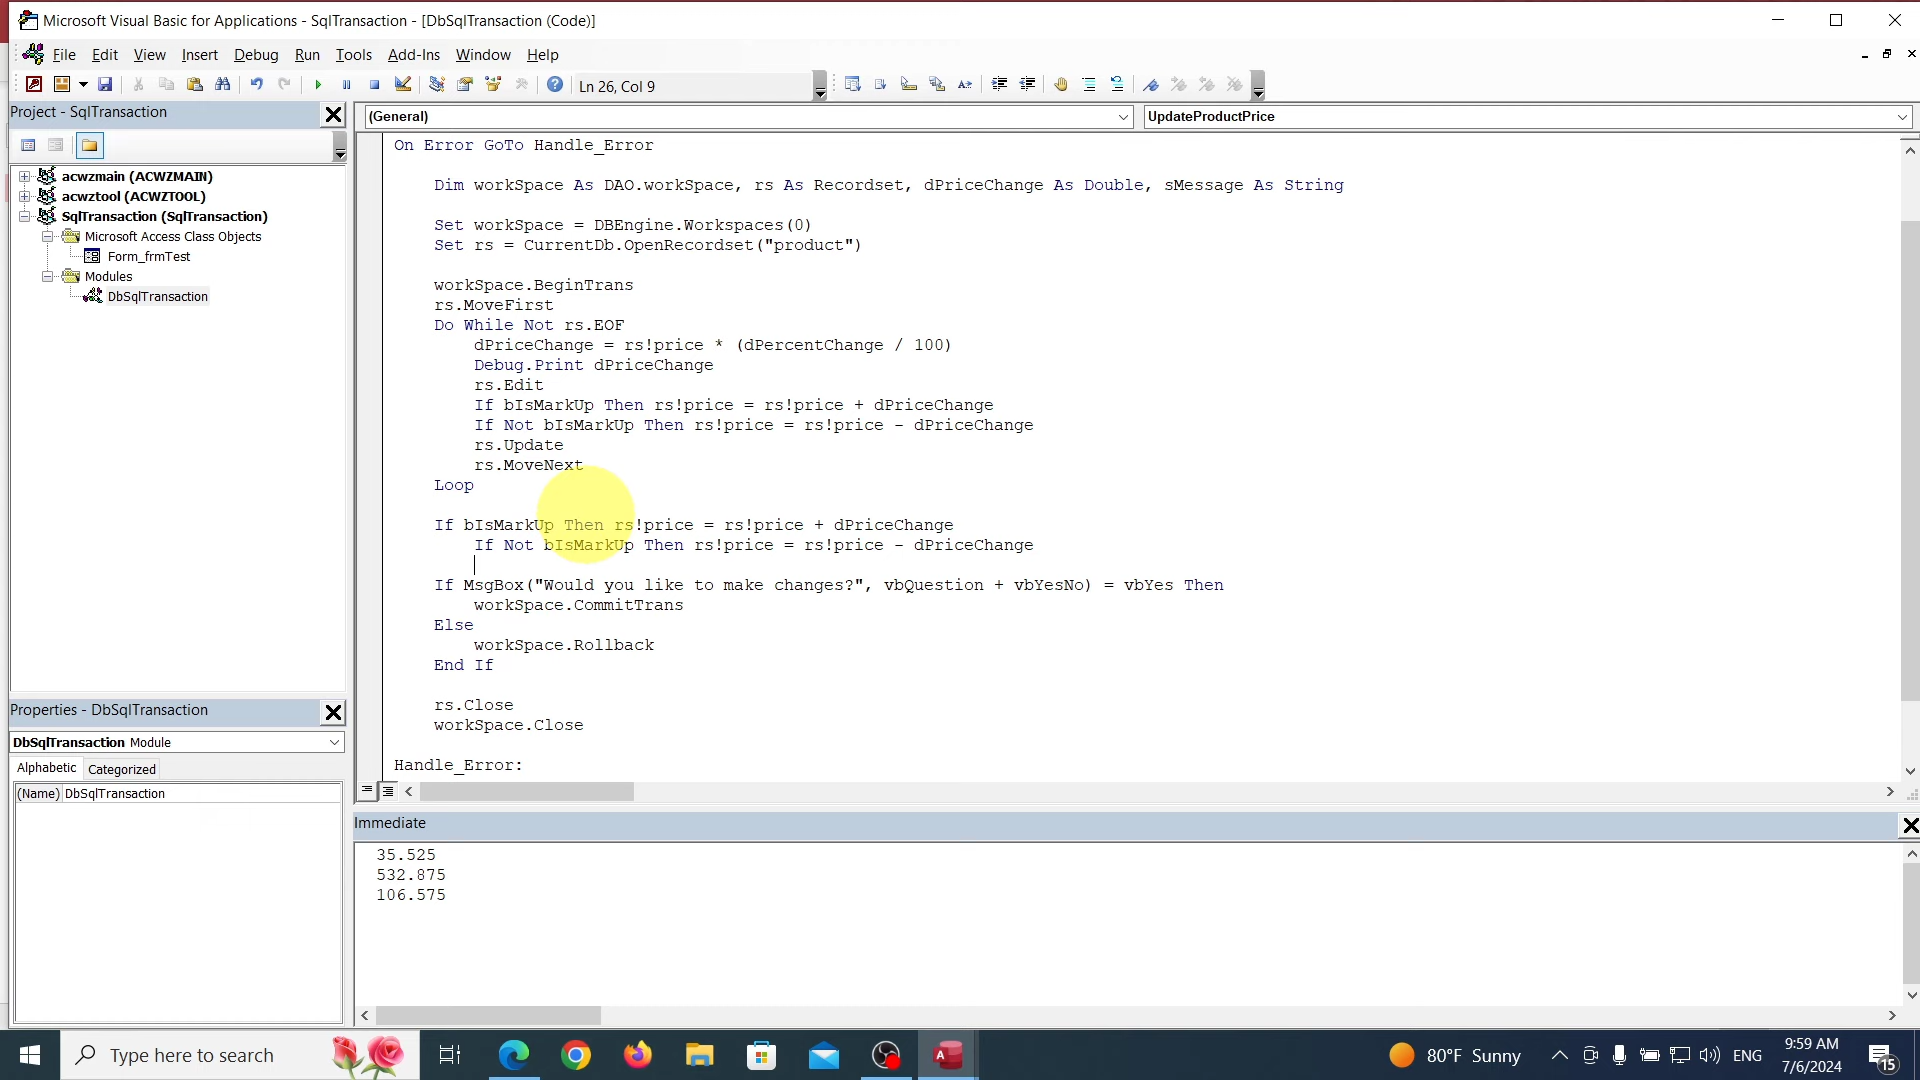 Microsoft Visual Basic for Applications - SqlTransaction - [DbSqlTransaction (Code)]
File Edit View Insert Debug Run Tools Add-Ins Window Help
Ln 26, Col 9
Project - SqlTransaction
acwzmain (ACWZMAIN)
acwztool (ACWZTOOL)
SqlTransaction (SqlTransaction)
Microsoft Access Class Objects
Form_frmTest
Modules
DbSqlTransaction
Properties - DbSqlTransaction
DbSqlTransaction Module
Alphabetic Categorized
(Name) DbSqlTransaction
(General) UpdateProductPrice
On Error GoTo Handle_Error
Dim workSpace As DAO.workSpace, rs As Recordset, dPriceChange As Double, sMessage As String
Set workSpace = DBEngine.Workspaces(0)
Set rs = CurrentDb.OpenRecordset("product")
workSpace.BeginTrans
rs.MoveFirst
Do While Not rs.EOF
dPriceChange = rs!price * (dPercentChange / 100)
Debug.Print dPriceChange
rs.Edit
If bIsMarkUp Then rs!price = rs!price + dPriceChange
If Not bIsMarkUp Then rs!price = rs!price - dPriceChange
rs.Update
rs.MoveNext
Loop
If bIsMarkUp Then rs!price = rs!price + dPriceChange
If Not bIsMarkUp Then rs!price = rs!price - dPriceChange
If MsgBox("Would you like to make changes?", vbQuestion + vbYesNo) = vbYes Then
workSpace.CommitTrans
Else
workSpace.Rollback
End If
rs.Close
workSpace.Close
Handle_Error:
Immediate
35.525
532.875
106.575
Type here to search
80°F Sunny
ENG
9:59 AM
7/6/2024
15